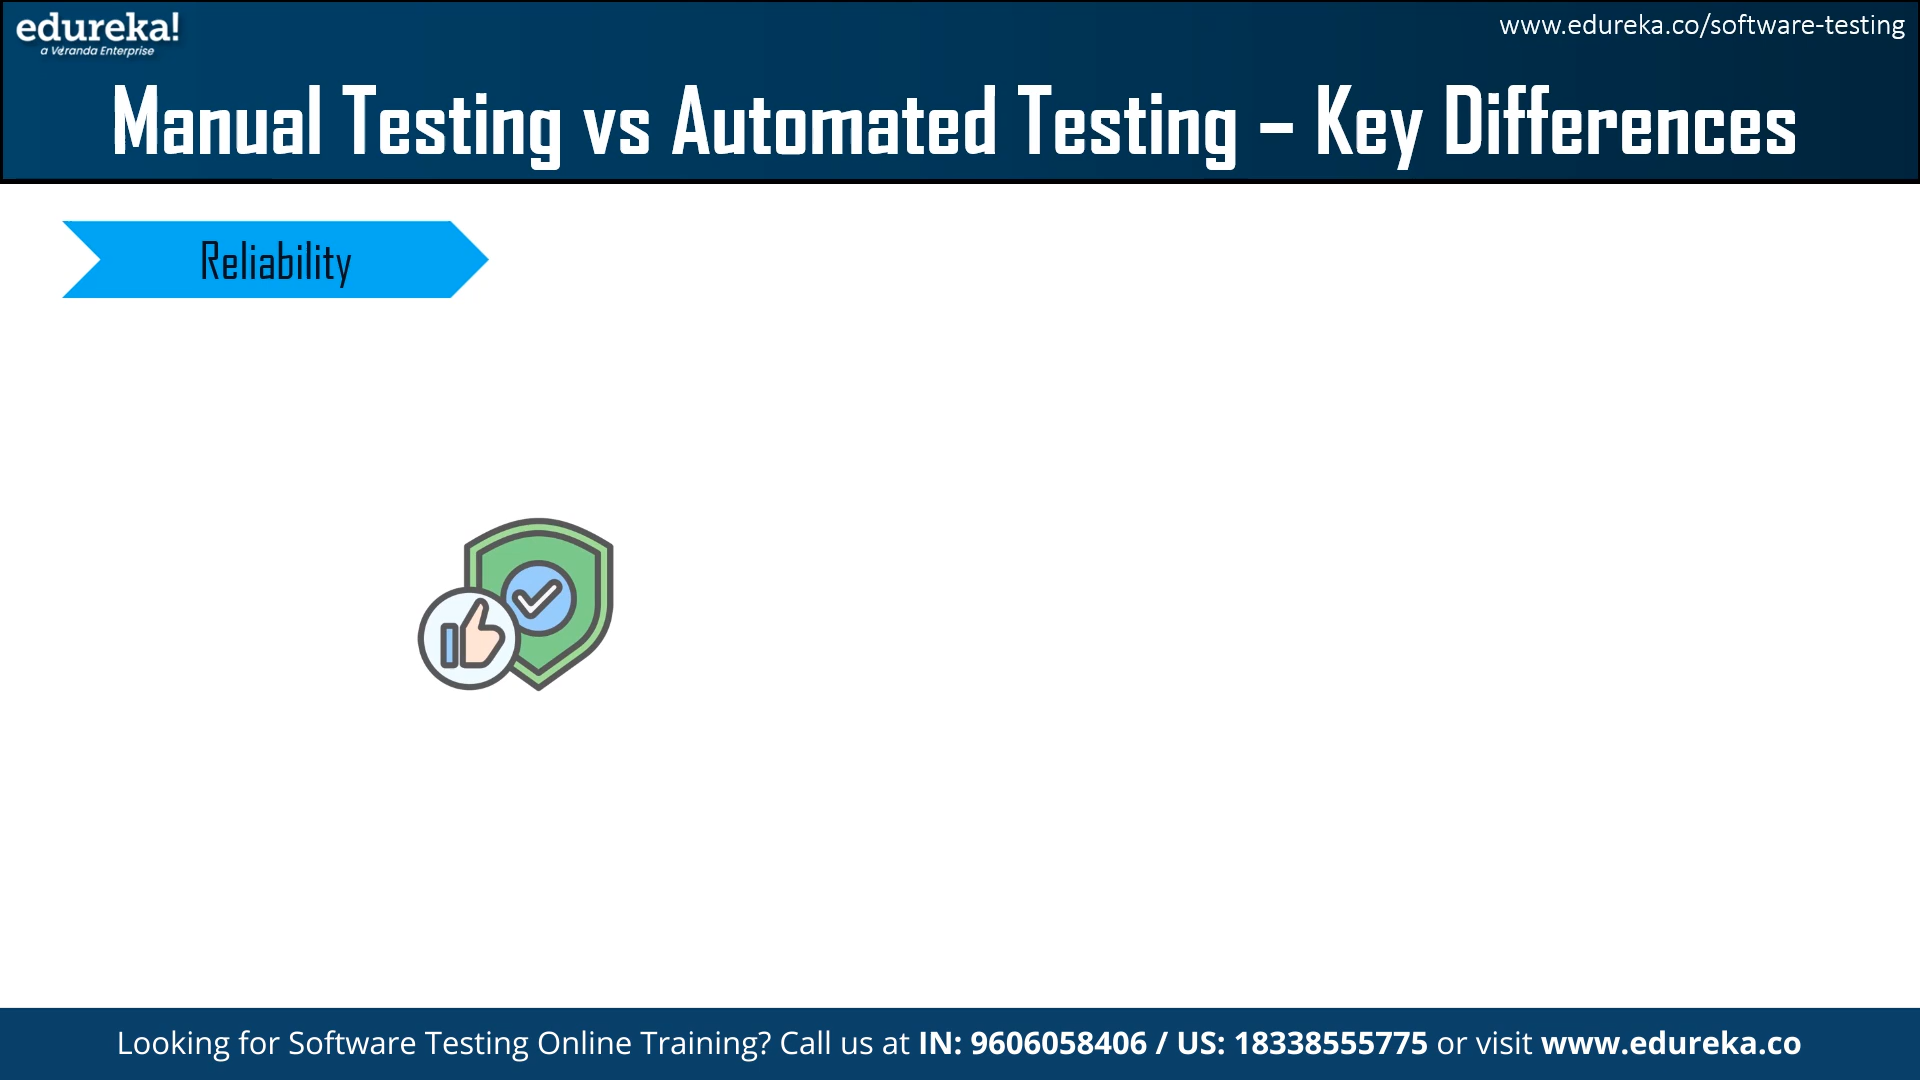 edureka!
a Veranda Enterprise
www.edureka.co/software-testing
Manual Testing vs Automated Testing – Key Differences
Reliability
Looking for Software Testing Online Training? Call us at IN: 9606058406 / US: 18338555775 or visit www.edureka.co